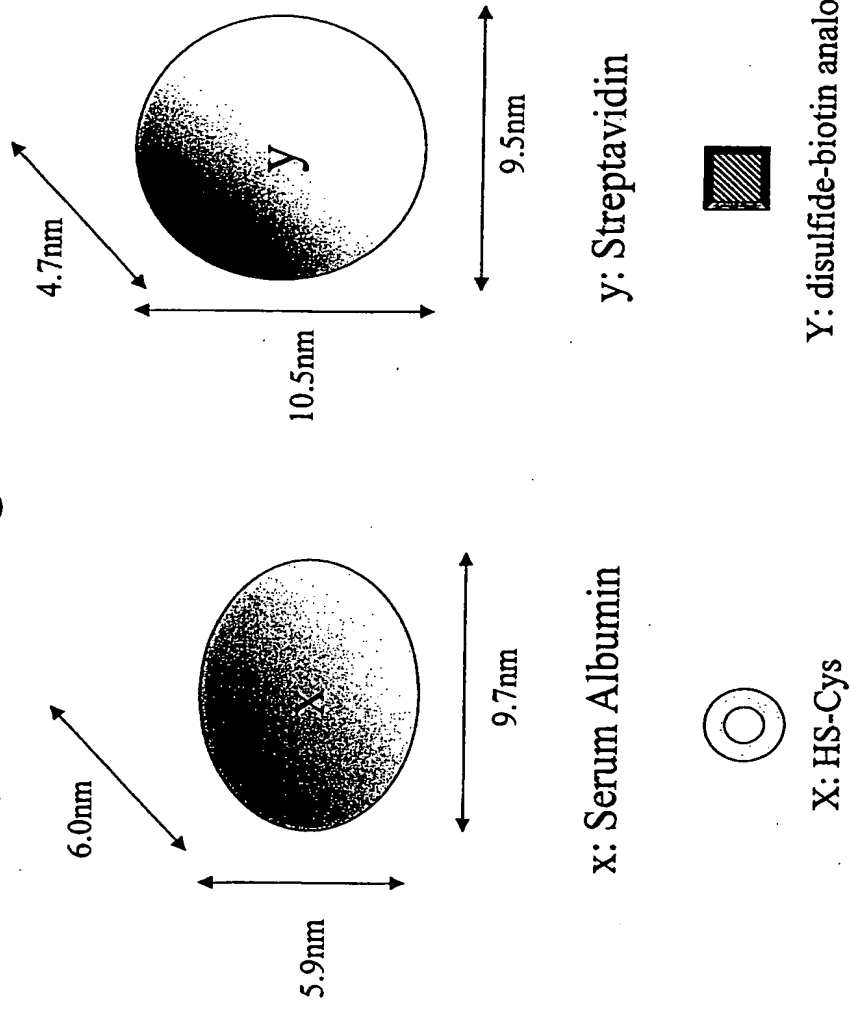 6.0nm
5.9nm
x
9.7nm
x: Serum Albumin
X: HS-Cys
4.7nm
10.5nm
y
9.5nm
y: Streptavidin
Y: disulfide-biotin analo